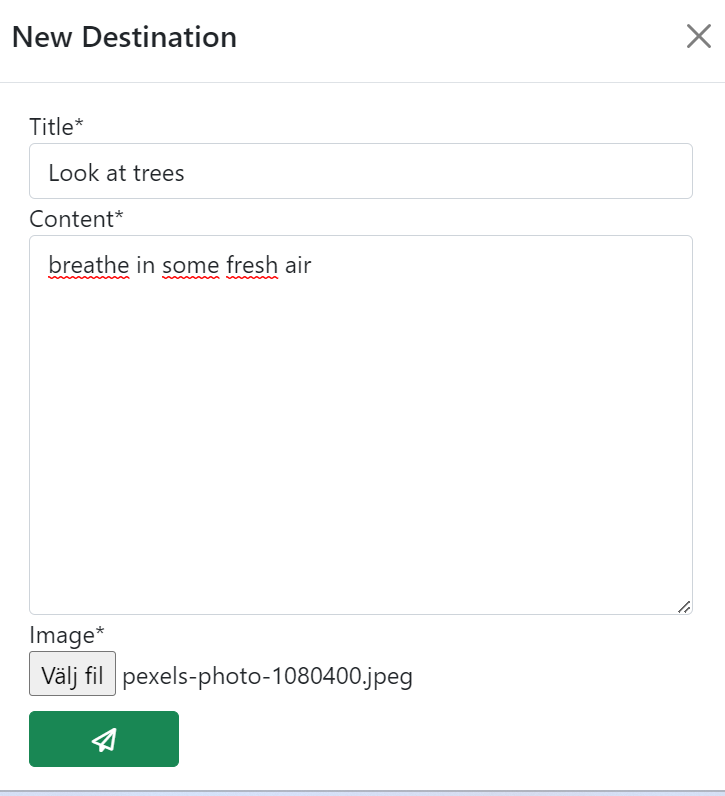 New Destination
Title*
Look at trees
Content*
breathe in some fresh air
Image*
Välj fil pexels-photo-1080400.jpeg